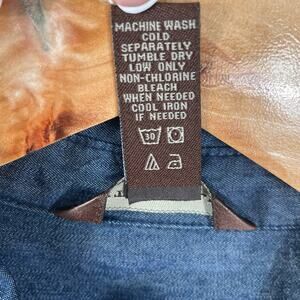 MACHINE WASH
COLD
SEPARATELY
TUMBLE DRY
LOW ONLY
NON-CHLORINE
BLEACH
WHEN NEEDED
COOL IRON
IF NEEDED
30